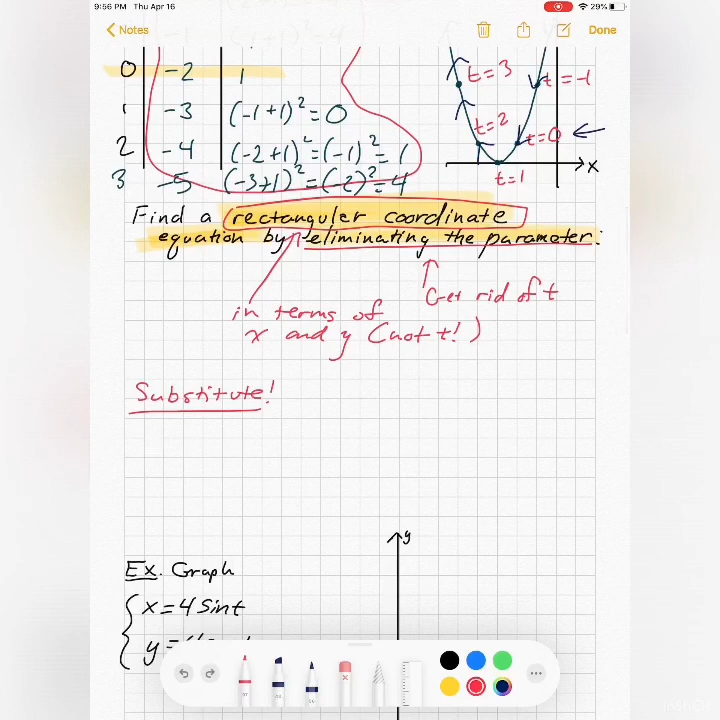 9:56 PM Thu Apr 16
29%
Notes
Done
0 -2 1
1 -3 (-1+1)² = 0
2 -4 (-2+1)² = (-1)² = 1
3 -5 (-3+1)² = (-2)² = 4
t=3
t=-1
t=2
t=0
x
t=1
Find a rectanguler coordinate
equation by eliminating the parameter:
Get rid of t
in terms of
x and y (not t!)
Substitute!
y
Ex. Graph
x = 4 Sin t
y =